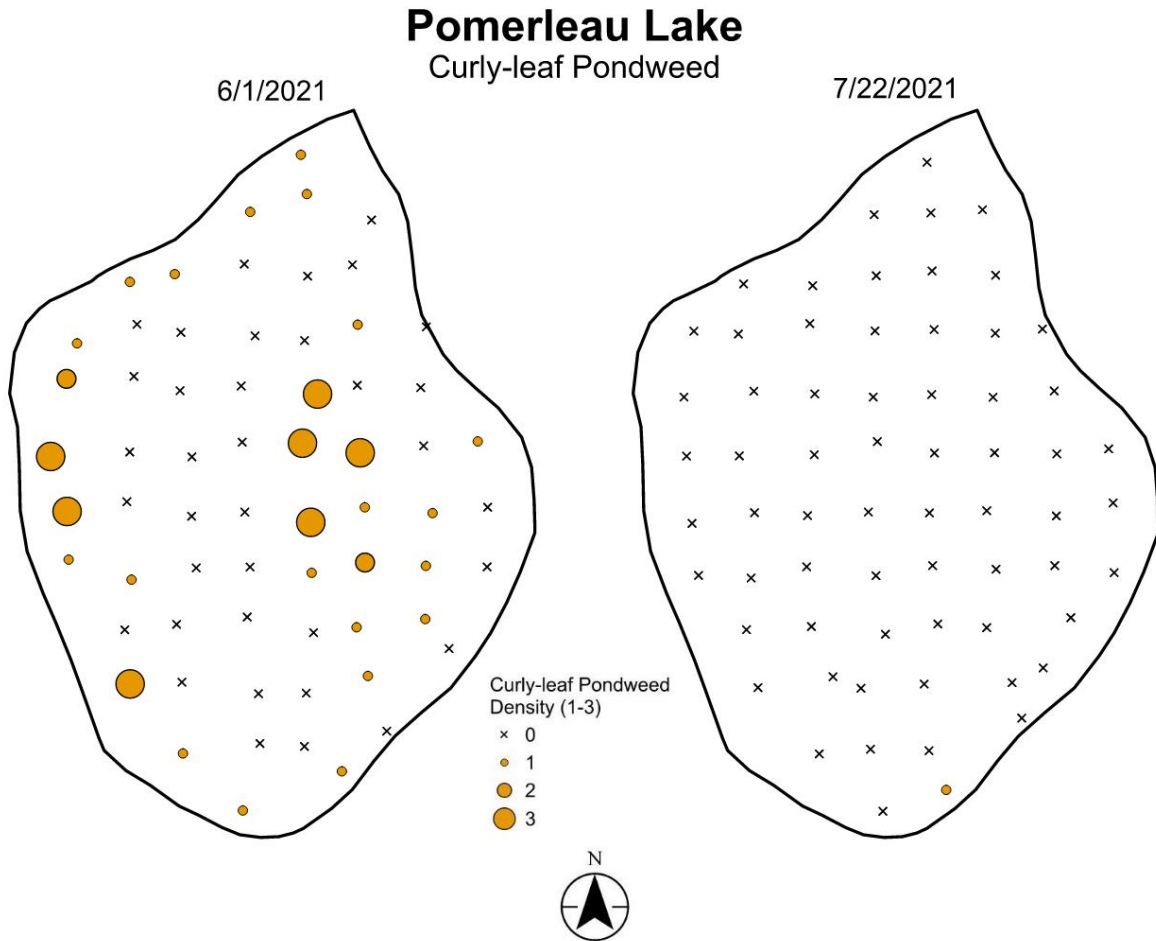 Pomerleau Lake
Curly-leaf Pondweed
6/1/2021
7/22/2021
Curly-leaf Pondweed
Density (1-3)
0
1
2
3
N